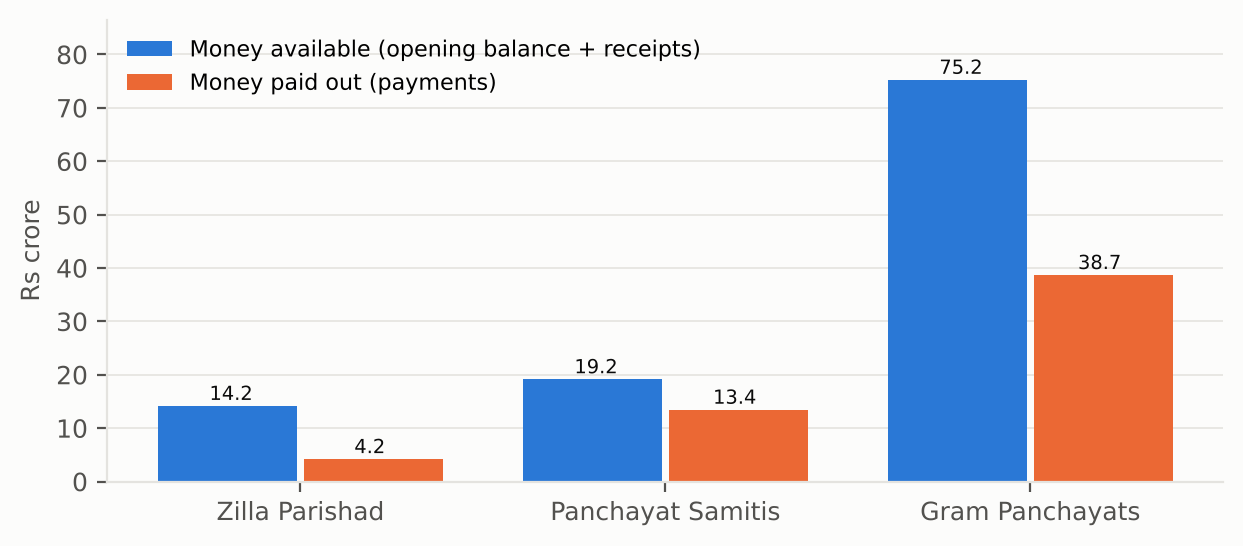 Money available (opening balance + receipts)
Money paid out (payments)
Rs crore
80
70
60
50
40
30
20
10
0
14.2
4.2
19.2
13.4
75.2
38.7
Zilla Parishad
Panchayat Samitis
Gram Panchayats